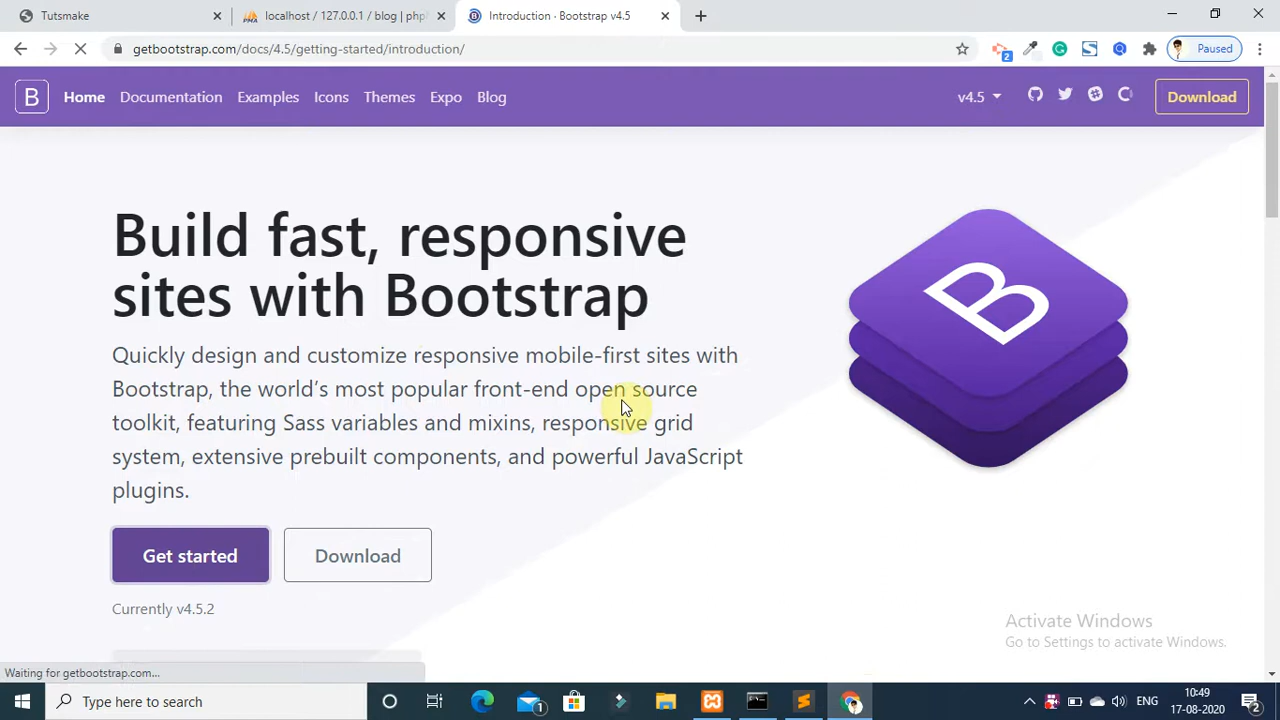 Tutsmake
localhost / 127.0.0.1 / blog | php
Introduction · Bootstrap v4.5
getbootstrap.com/docs/4.5/getting-started/introduction/
2
Paused
B Home Documentation Examples Icons Themes Expo Blog v4.5 Download
Build fast, responsive
sites with Bootstrap
Quickly design and customize responsive mobile-first sites with
Bootstrap, the world's most popular front-end open source
toolkit, featuring Sass variables and mixins, responsive grid
system, extensive prebuilt components, and powerful JavaScript
plugins.
B
Get started Download
Currently v4.5.2
Activate Windows
Go to Settings to activate Windows.
Waiting for getbootstrap.com...
Type here to search
1
ENG
10:49
17-08-2020
2